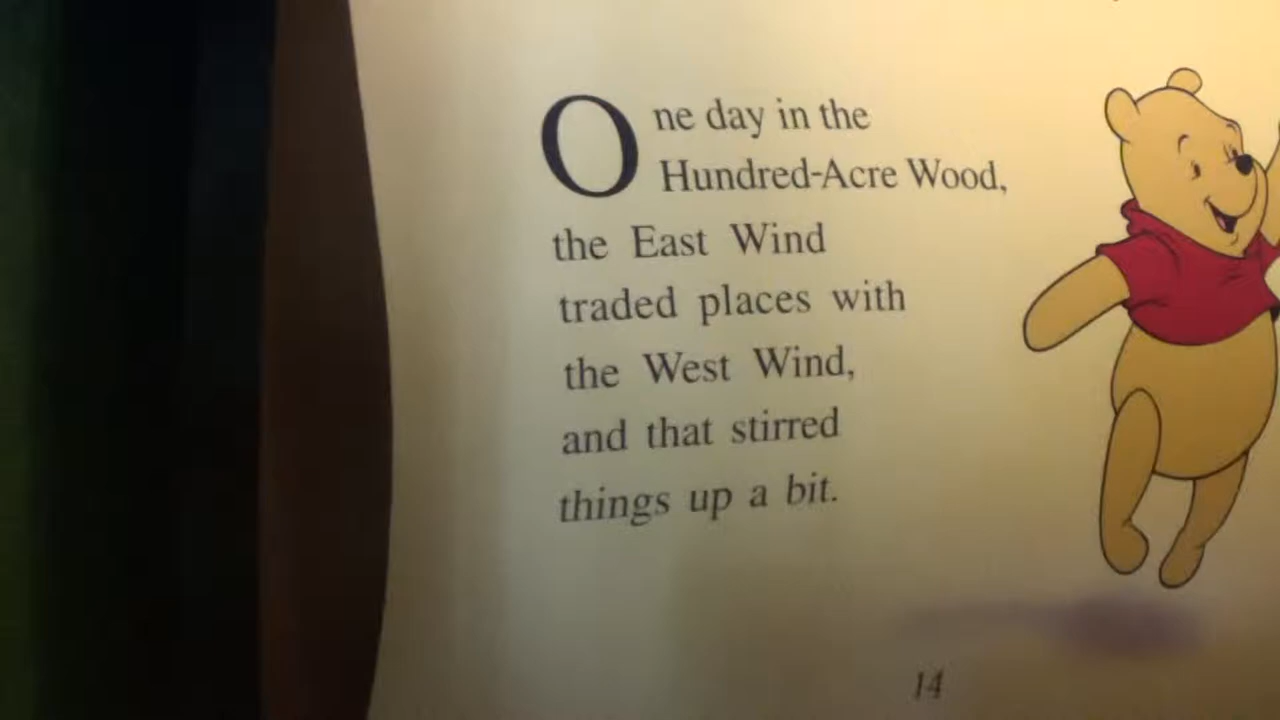 One day in the
Hundred-Acre Wood,
the East Wind
traded places with
the West Wind,
and that stirred
things up a bit.
14